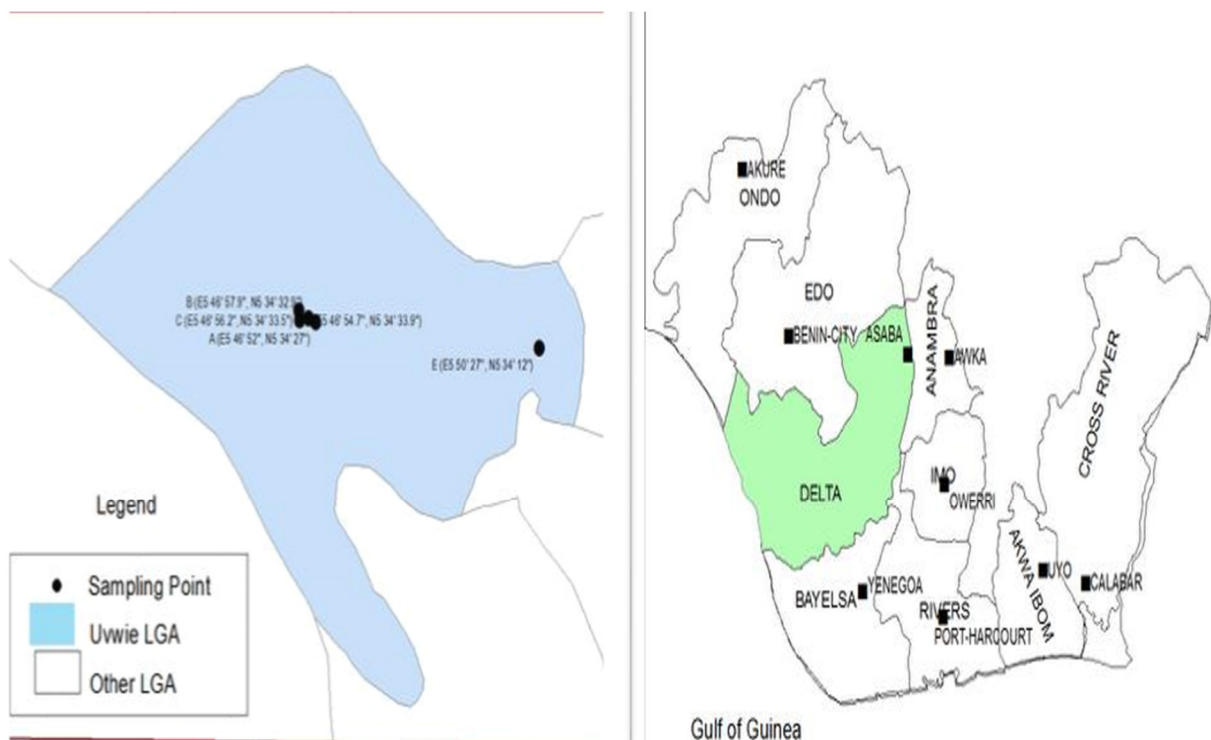 B (E5 46' 57.9", N5 34' 32.8"
C (E5 46' 56.2", N5 34' 33.5")
E5 46' 54.7", N5 34' 33.9")
A (E5 46' 52", N5 34' 27")
E (E5 50' 27", N5 34' 12")
Legend
Sampling Point
Uvwie LGA
Other LGA
AKURE
ONDO
EDO
BENIN-CITY
ASABA
ANAMBRA
AWKA
CROSS RIVER
DELTA
IMO
OWERRI
AKWA IBOM
UYO
CALABAR
BAYELSA
YENEGOA
RIVERS
PORT-HARCOURT
Gulf of Guinea